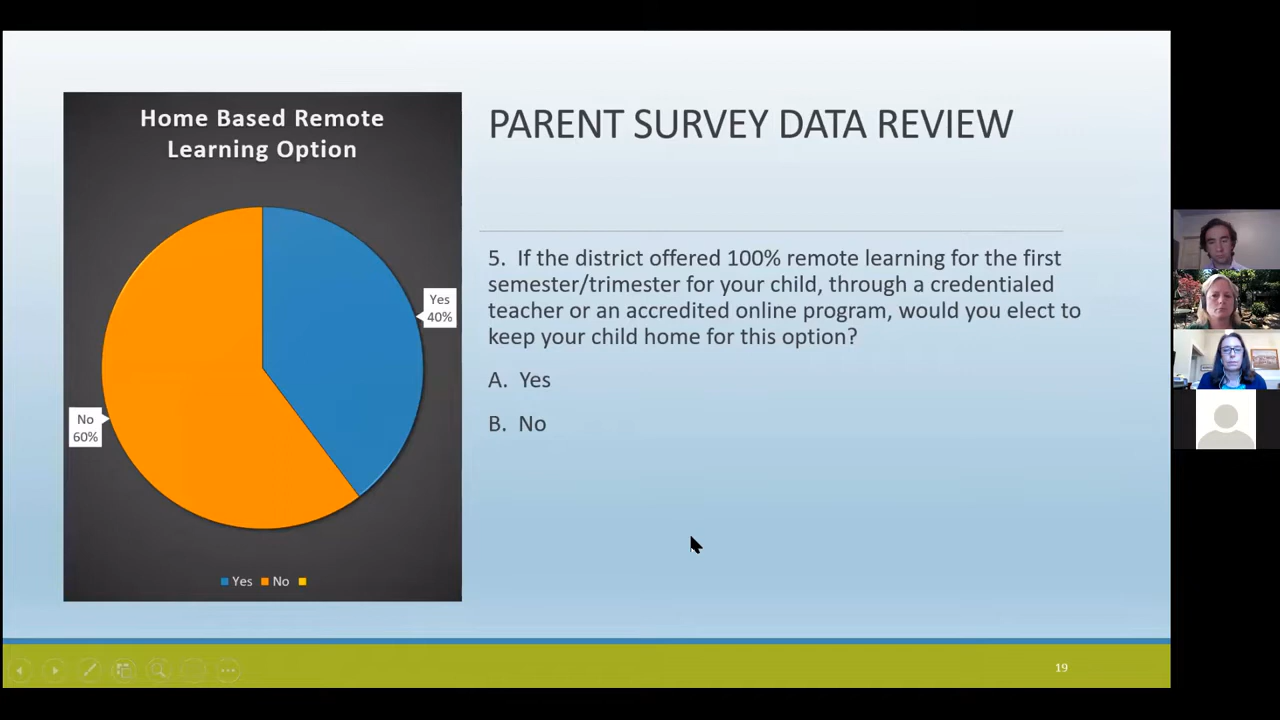 Home Based Remote
Learning Option
Yes
40%
No
60%
Yes No
PARENT SURVEY DATA REVIEW
5. If the district offered 100% remote learning for the first
semester/trimester for your child, through a credentialed
teacher or an accredited online program, would you elect to
keep your child home for this option?
A. Yes
B. No
19